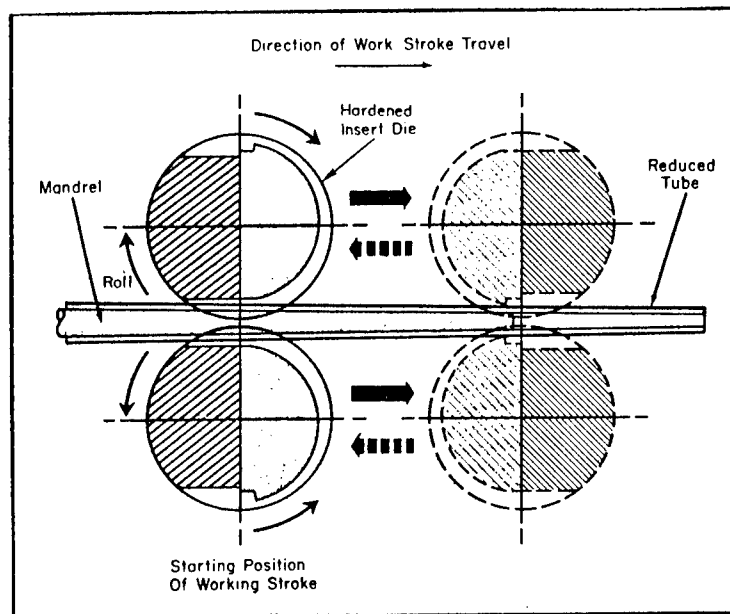 Direction of Work Stroke Travel
Hardened
Insert Die
Reduced
Tube
Mandrel
Roll
Starting Position
Of Working Stroke